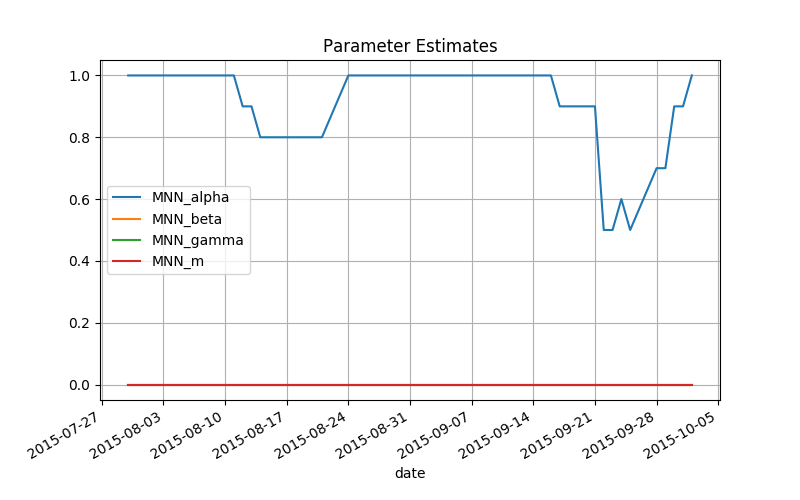 Parameter Estimates
1.0
0.8
0.6
0.4
0.2
0.0
MNN_alpha
MNN_beta
MNN_gamma
MNN_m
2015-07-27
2015-08-03
2015-08-10
2015-08-17
2015-08-24
2015-08-31
2015-09-07
2015-09-14
2015-09-21
2015-09-28
2015-10-05
date